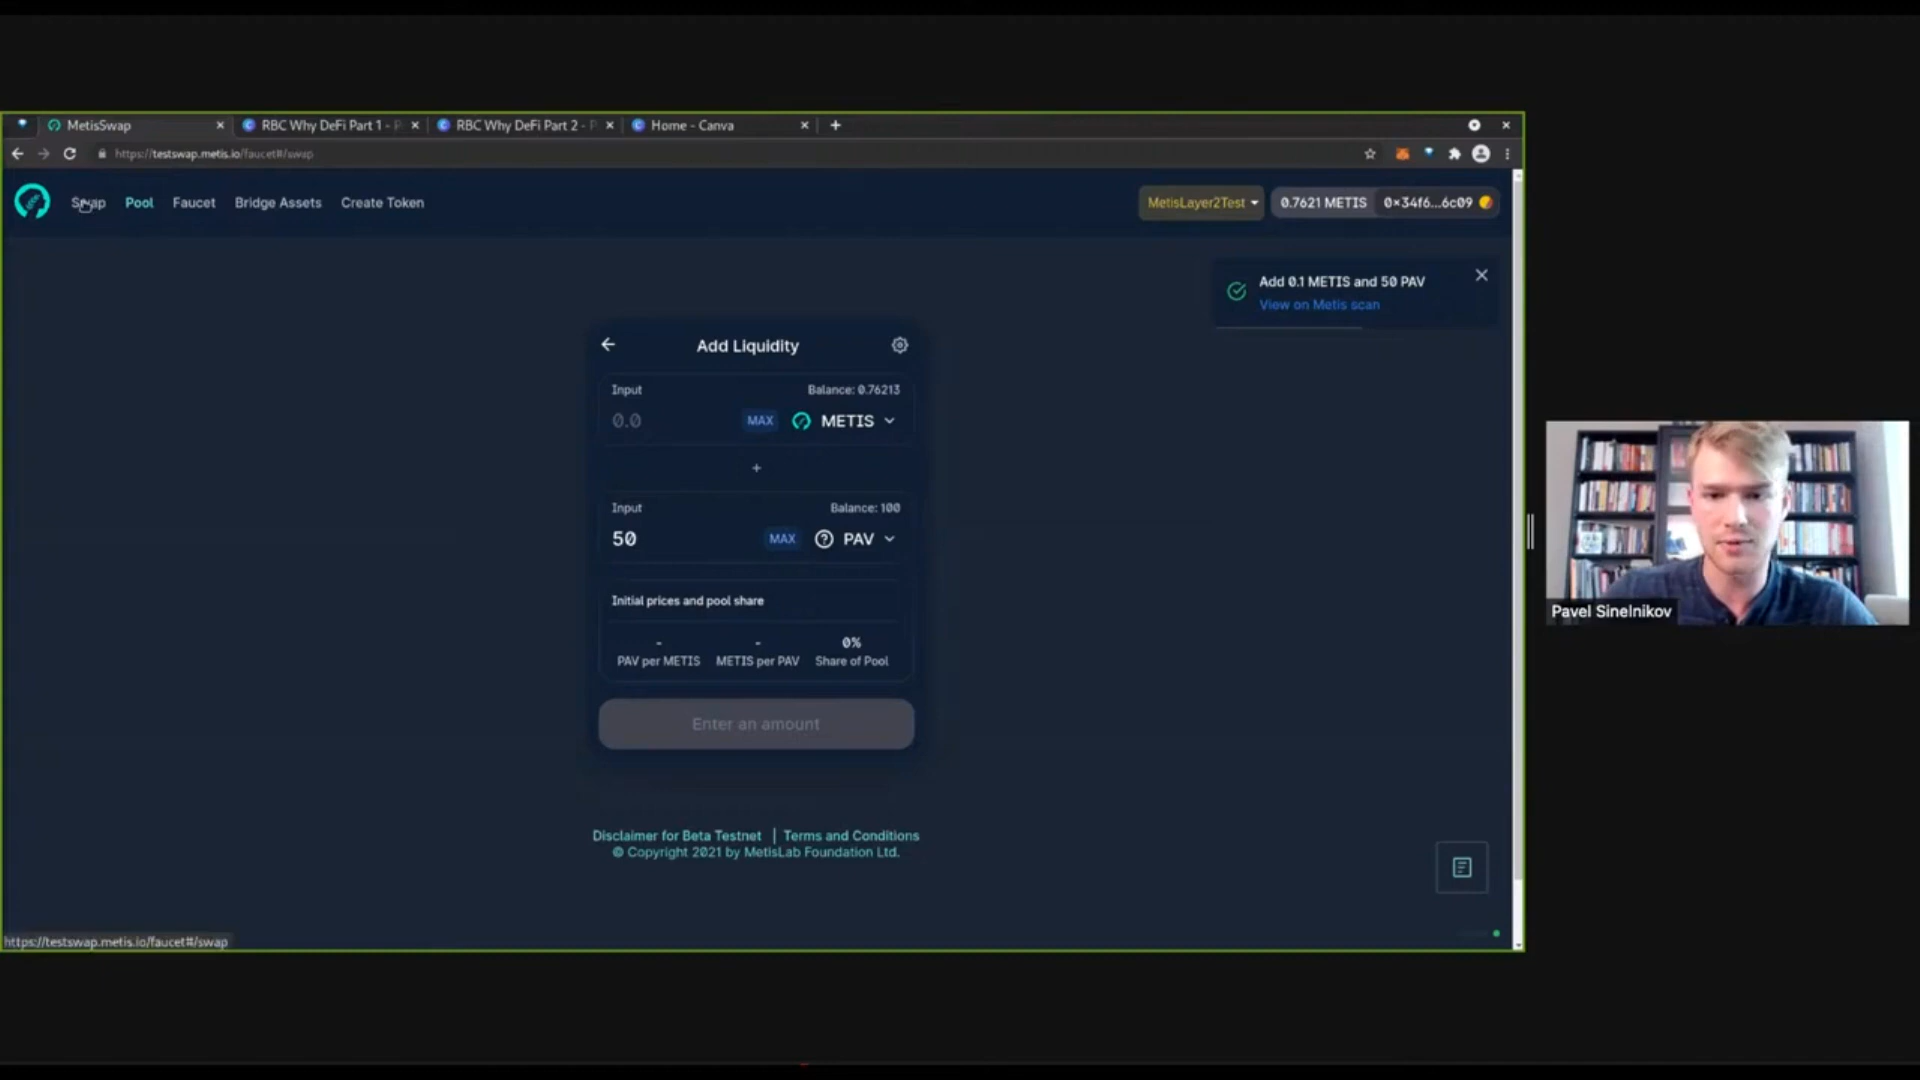 MetisSwap
RBC Why DeFi Part 1 - P
RBC Why DeFi Part 2 - P
Home - Canva
https://testswap.metis.io/faucet#/swap
Swap
Pool
Faucet
Bridge Assets
Create Token
MetisLayer2Test
0.7621 METIS
0×34f6...6c09
Add 0.1 METIS and 50 PAV
View on Metis scan
Add Liquidity
Input
Balance: 0.76213
0.0
MAX
METIS
+
Input
Balance: 100
50
MAX
PAV
Initial prices and pool share
-
-
0%
PAV per METIS
METIS per PAV
Share of Pool
Enter an amount
Disclaimer for Beta Testnet | Terms and Conditions
© Copyright 2021 by MetisLab Foundation Ltd.
https://testswap.metis.io/faucet#/swap
Pavel Sinelnikov